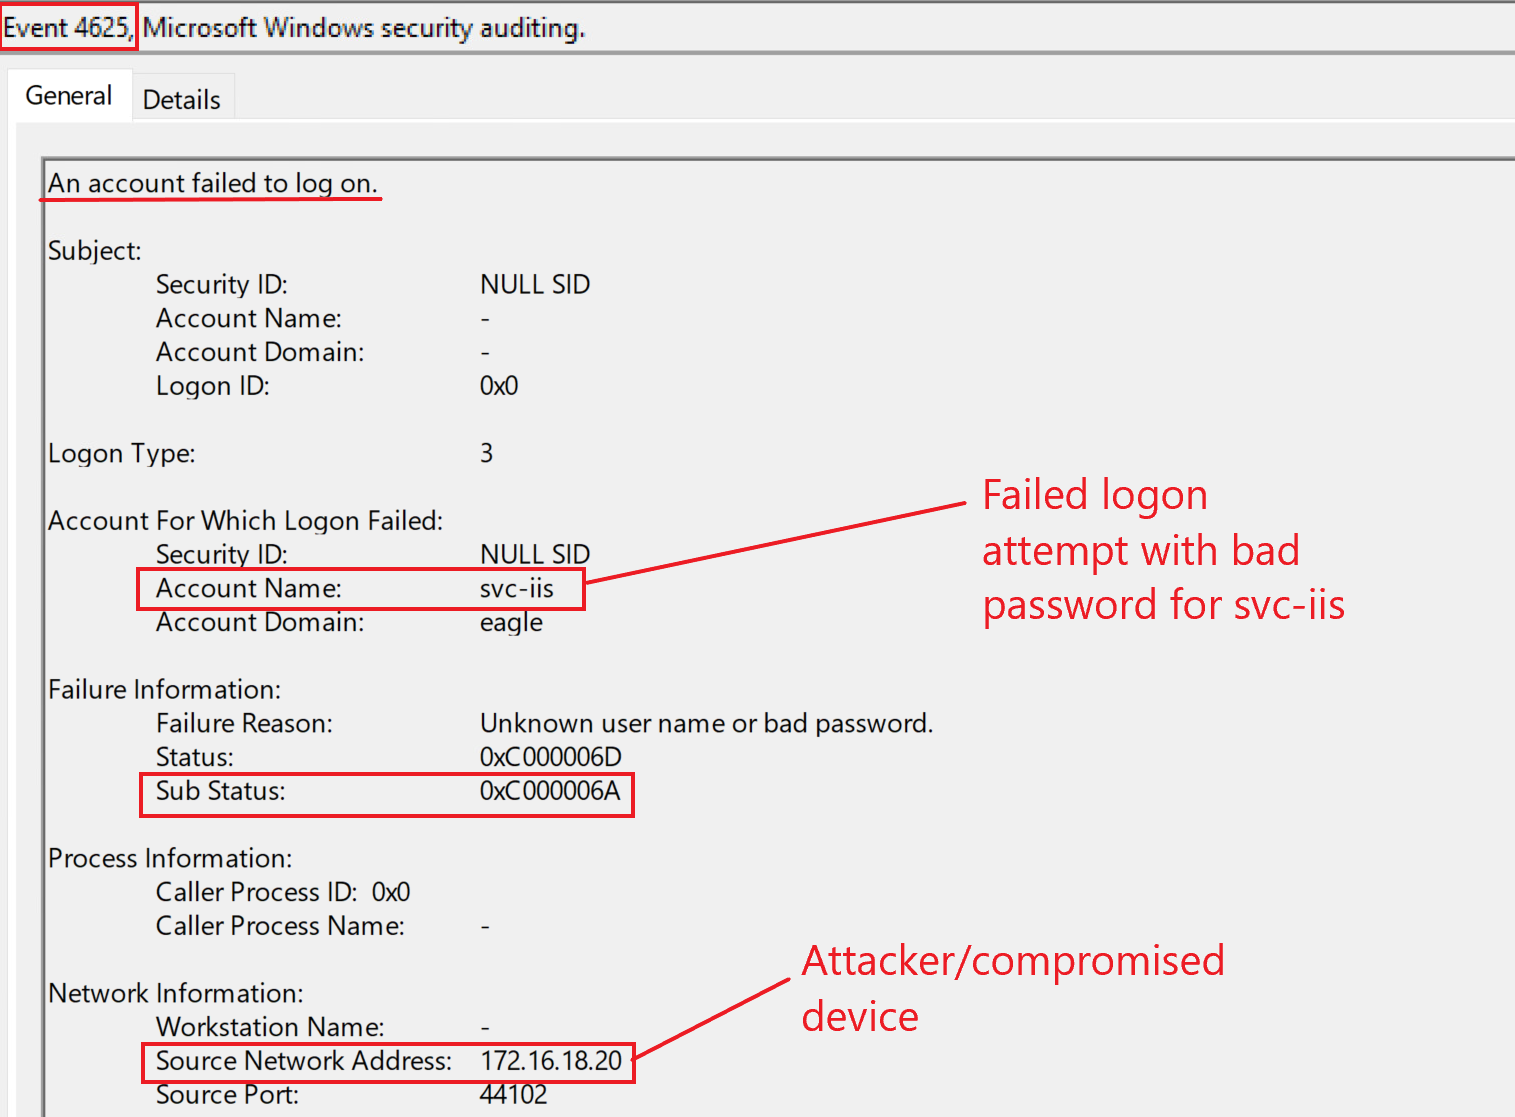 Event 4625, Microsoft Windows security auditing.
General Details
An account failed to log on.
Subject:
Security ID: NULL SID
Account Name: -
Account Domain: -
Logon ID: 0x0
Logon Type: 3
Account For Which Logon Failed:
Security ID: NULL SID
Account Name: svc-iis
Account Domain: eagle
Failed logon
attempt with bad
password for svc-iis
Failure Information:
Failure Reason: Unknown user name or bad password.
Status: 0xC000006D
Sub Status: 0xC000006A
Process Information:
Caller Process ID: 0x0
Caller Process Name: -
Network Information:
Workstation Name: -
Source Network Address: 172.16.18.20
Source Port: 44102
Attacker/compromised
device